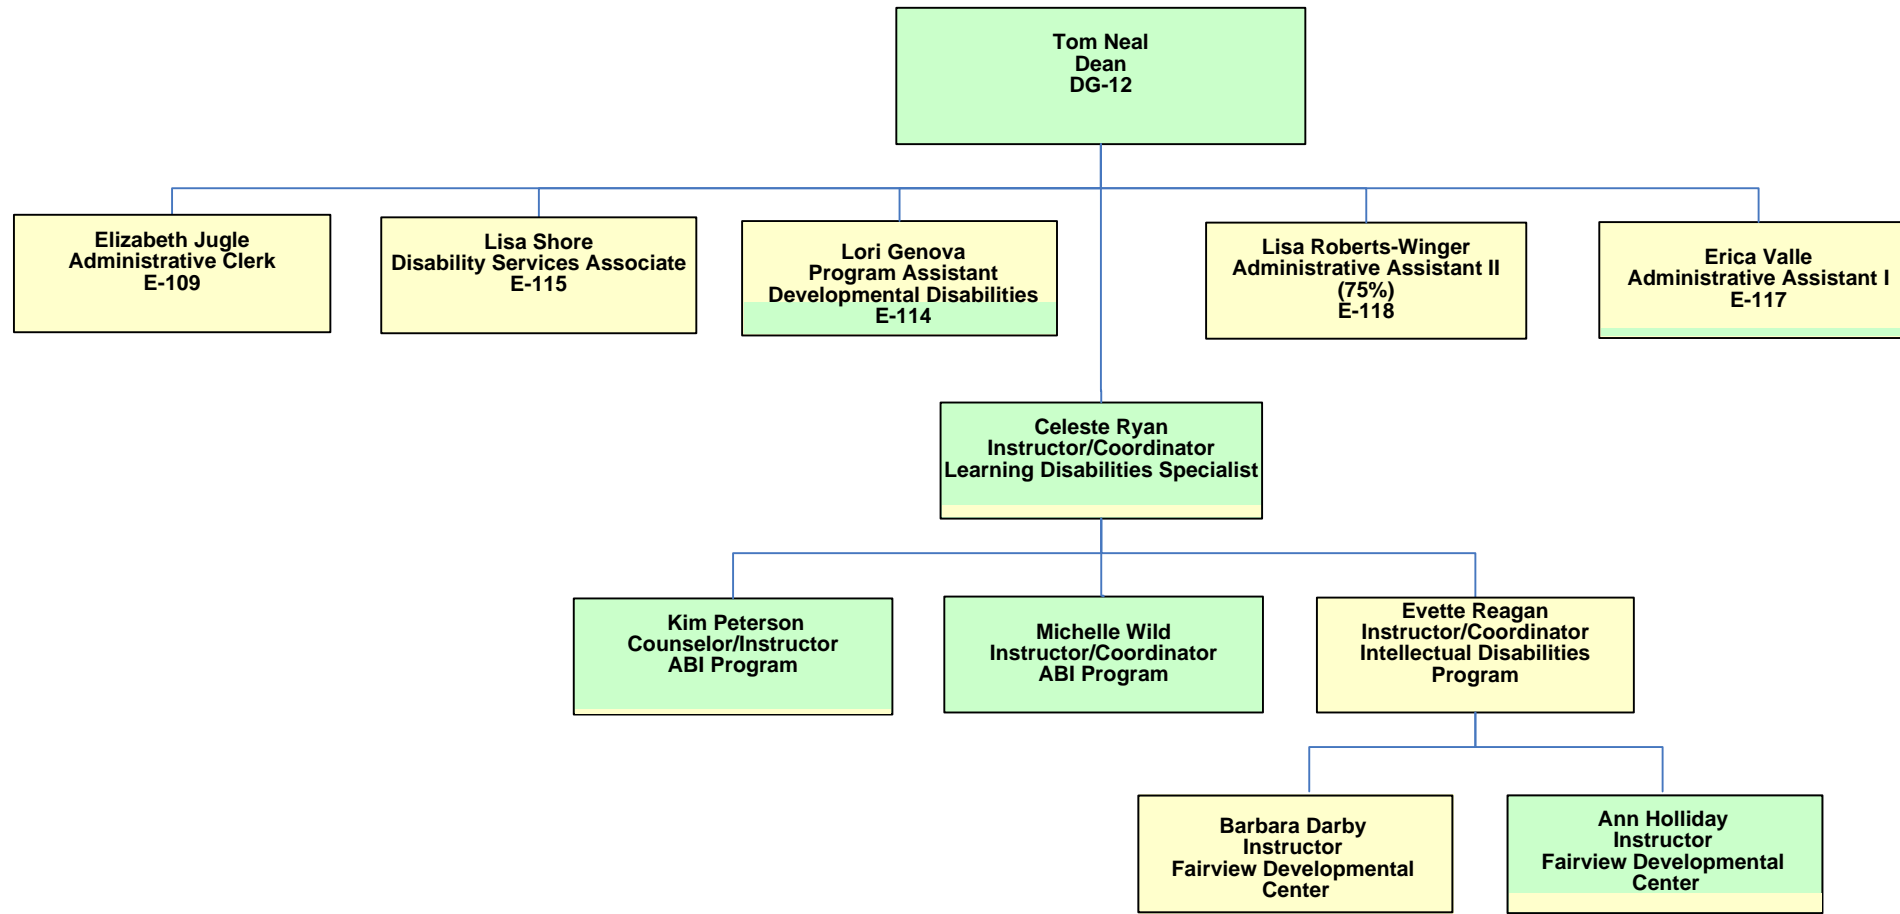 Tom Neal
Dean
DG-12
Elizabeth Jugle
Administrative Clerk
E-109
Lisa Shore
Disability Services Associate
E-115
Lori Genova
Program Assistant
Developmental Disabilities
E-114
Lisa Roberts-Winger
Administrative Assistant II
(75%)
E-118
Erica Valle
Administrative Assistant I
E-117
Celeste Ryan
Instructor/Coordinator
Learning Disabilities Specialist
Kim Peterson
Counselor/Instructor
ABI Program
Michelle Wild
Instructor/Coordinator
ABI Program
Evette Reagan
Instructor/Coordinator
Intellectual Disabilities
Program
Barbara Darby
Instructor
Fairview Developmental
Center
Ann Holliday
Instructor
Fairview Developmental
Center